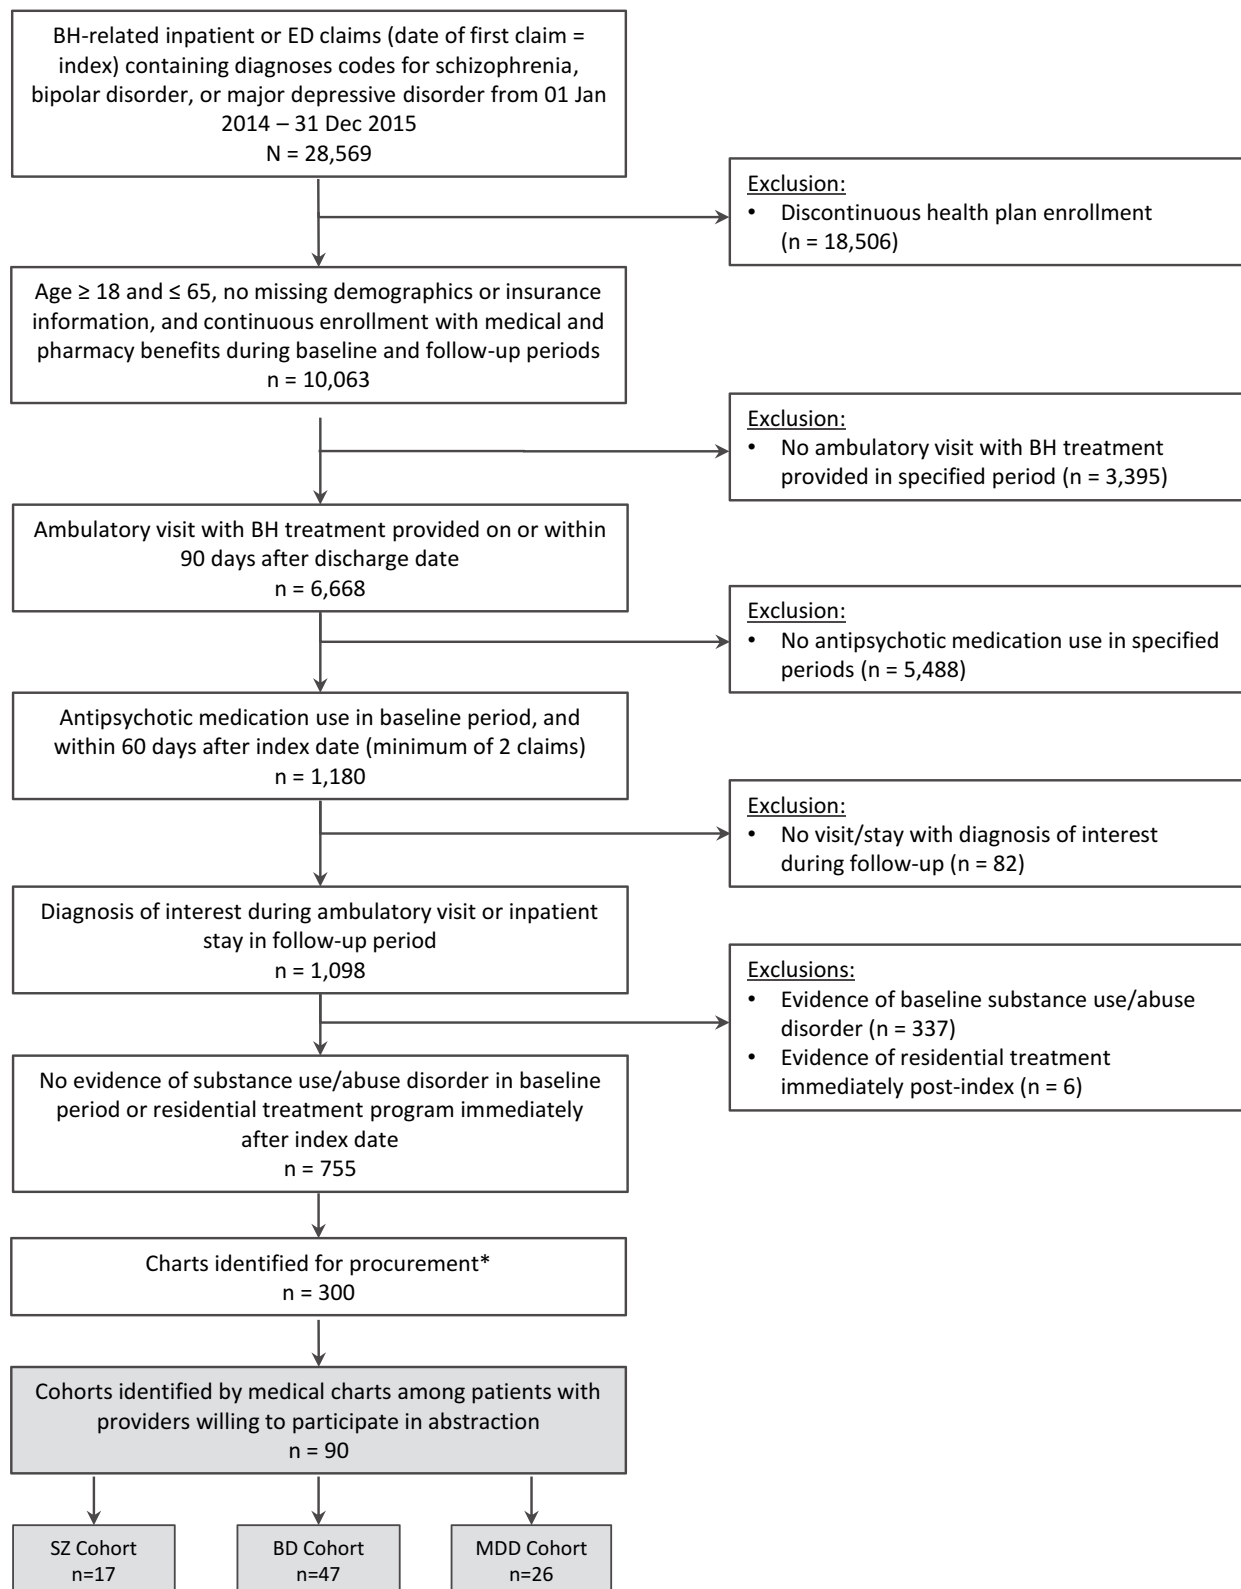 BH-related inpatient or ED claims (date of first claim =
index) containing diagnoses codes for schizophrenia,
bipolar disorder, or major depressive disorder from 01 Jan
2014 – 31 Dec 2015
N = 28,569
Exclusion:
• Discontinuous health plan enrollment
(n = 18,506)
Age ≥ 18 and ≤ 65, no missing demographics or insurance
information, and continuous enrollment with medical and
pharmacy benefits during baseline and follow-up periods
n = 10,063
Exclusion:
• No ambulatory visit with BH treatment
provided in specified period (n = 3,395)
Ambulatory visit with BH treatment provided on or within
90 days after discharge date
n = 6,668
Exclusion:
• No antipsychotic medication use in specified
periods (n = 5,488)
Antipsychotic medication use in baseline period, and
within 60 days after index date (minimum of 2 claims)
n = 1,180
Exclusion:
• No visit/stay with diagnosis of interest
during follow-up (n = 82)
Diagnosis of interest during ambulatory visit or inpatient
stay in follow-up period
n = 1,098
Exclusions:
• Evidence of baseline substance use/abuse
disorder (n = 337)
• Evidence of residential treatment
immediately post-index (n = 6)
No evidence of substance use/abuse disorder in baseline
period or residential treatment program immediately
after index date
n = 755
Charts identified for procurement*
n = 300
Cohorts identified by medical charts among patients with
providers willing to participate in abstraction
n = 90
SZ Cohort
n=17
BD Cohort
n=47
MDD Cohort
n=26